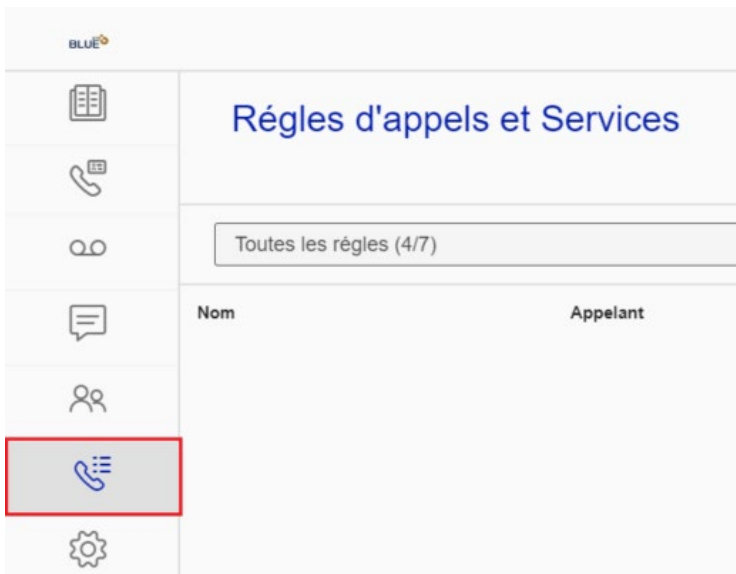 BLUE
Régles d'appels et Services
Toutes les régles (4/7)
Nom
Appelant